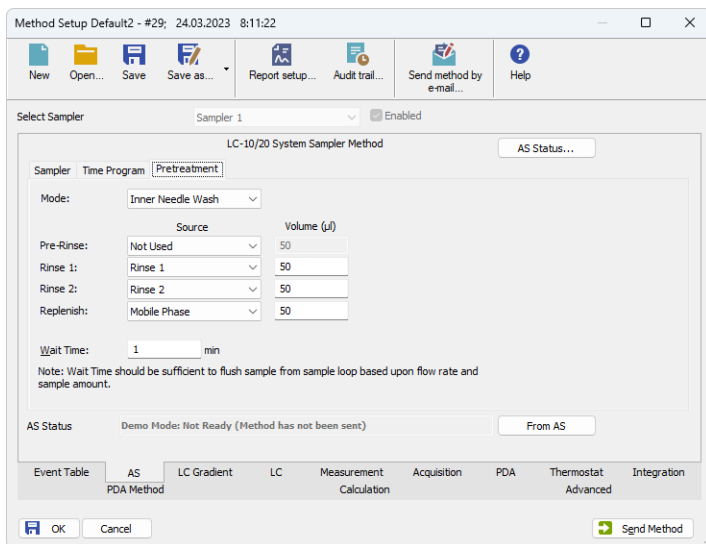 Method Setup Default2 - #29; 24.03.2023 8:11:22
New Open... Save Save as... Report setup... Audit trail... Send method by e-mail... Help
Select Sampler Sampler 1 Enabled
LC-10/20 System Sampler Method AS Status...
Sampler Time Program Pretreatment
Mode: Inner Needle Wash
Source Volume (µl)
Pre-Rinse: Not Used 50
Rinse 1: Rinse 1 50
Rinse 2: Rinse 2 50
Replenish: Mobile Phase 50
Wait Time: 1 min
Note: Wait Time should be sufficient to flush sample from sample loop based upon flow rate and
sample amount.
AS Status Demo Mode: Not Ready (Method has not been sent) From AS
Event Table AS LC Gradient LC Measurement Acquisition PDA Thermostat Integration
PDA Method Calculation Advanced
OK Cancel Send Method